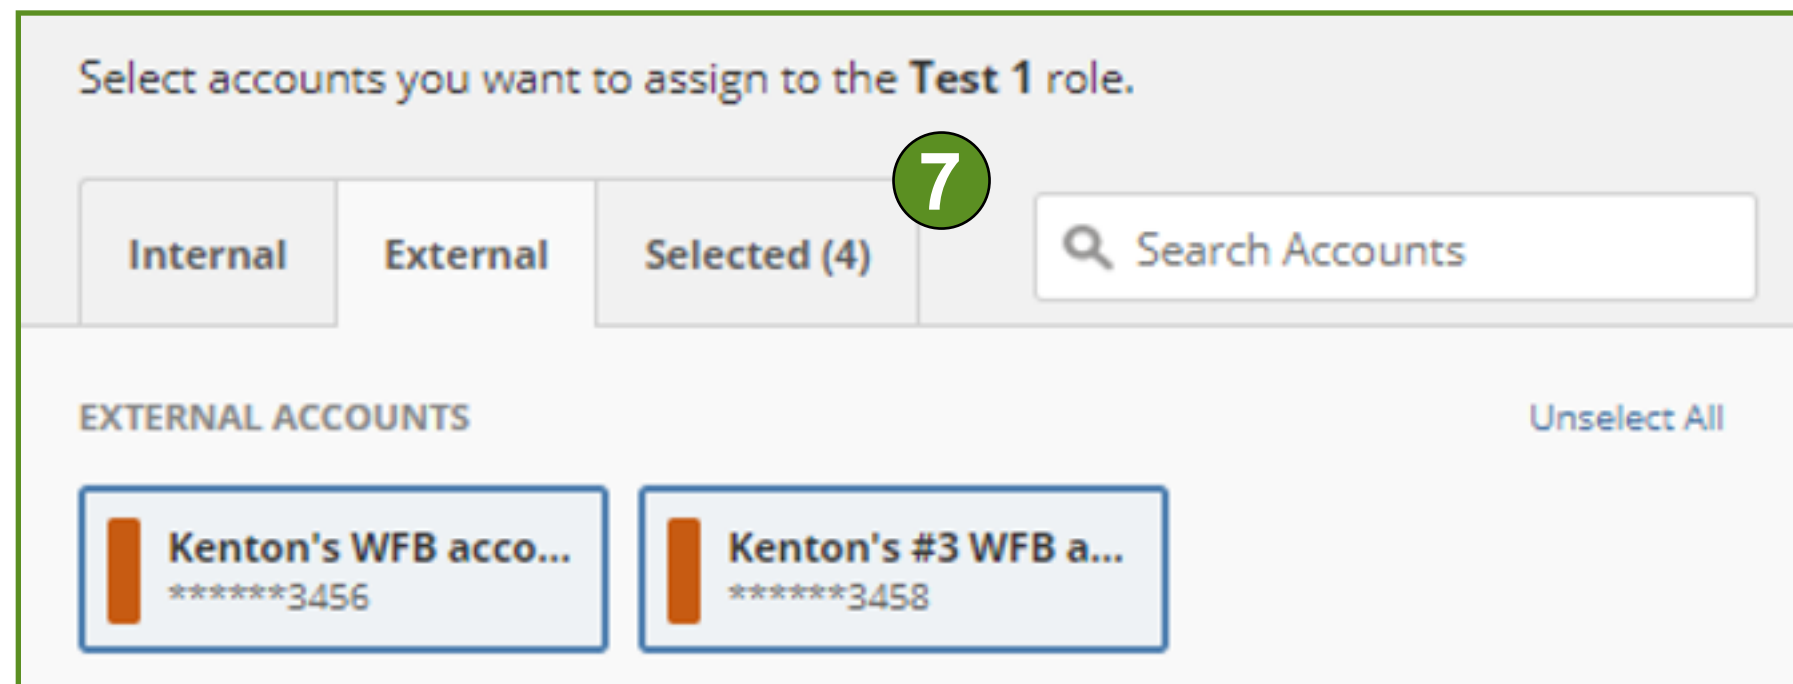 Select accounts you want to assign to the Test 1 role.
7
Internal External Selected (4) Search Accounts
EXTERNAL ACCOUNTS Unselect All
Kenton's WFB acco... Kenton's #3 WFB a...
******3456 ******3458